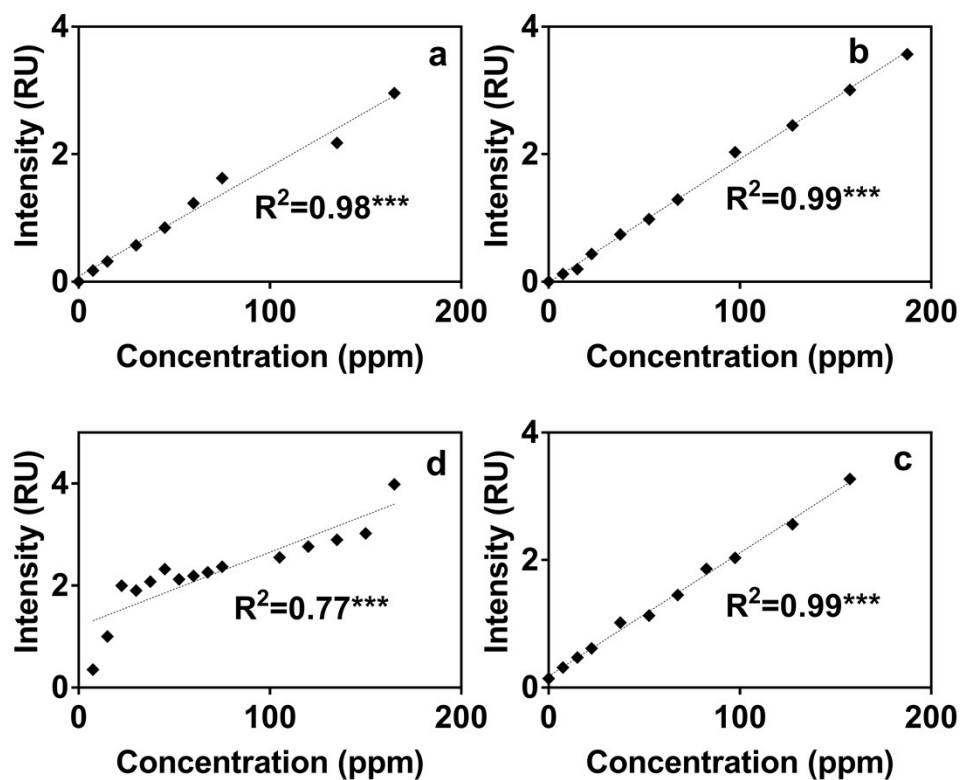 4
a
Intensity (RU)
2
R²=0.98***
0
0
100
200
Concentration (ppm)
4
b
Intensity (RU)
2
R²=0.99***
0
0
100
200
Concentration (ppm)
d
4
Intensity (RU)
2
R²=0.77***
0
0
100
200
Concentration (ppm)
4
c
Intensity (RU)
2
R²=0.99***
0
0
100
200
Concentration (ppm)